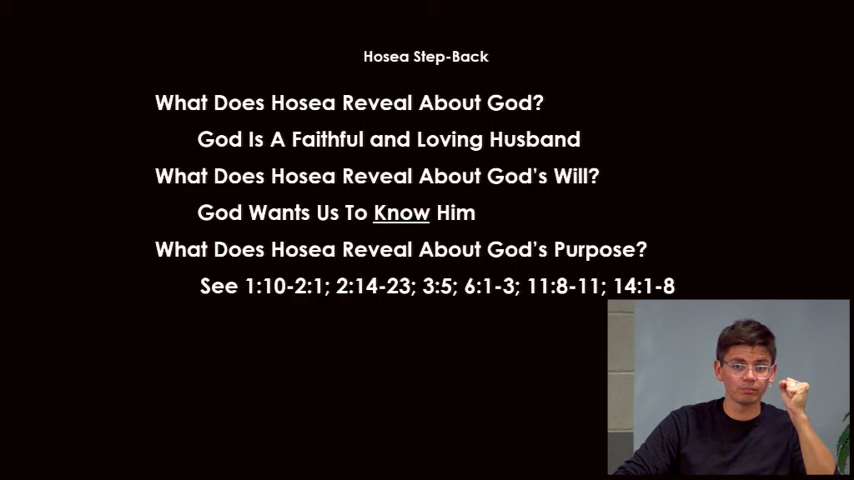 Hosea Step-Back
What Does Hosea Reveal About God?
God Is A Faithful and Loving Husband
What Does Hosea Reveal About God’s Will?
God Wants Us To Know Him
What Does Hosea Reveal About God’s Purpose?
See 1:10-2:1; 2:14-23; 3:5; 6:1-3; 11:8-11; 14:1-8